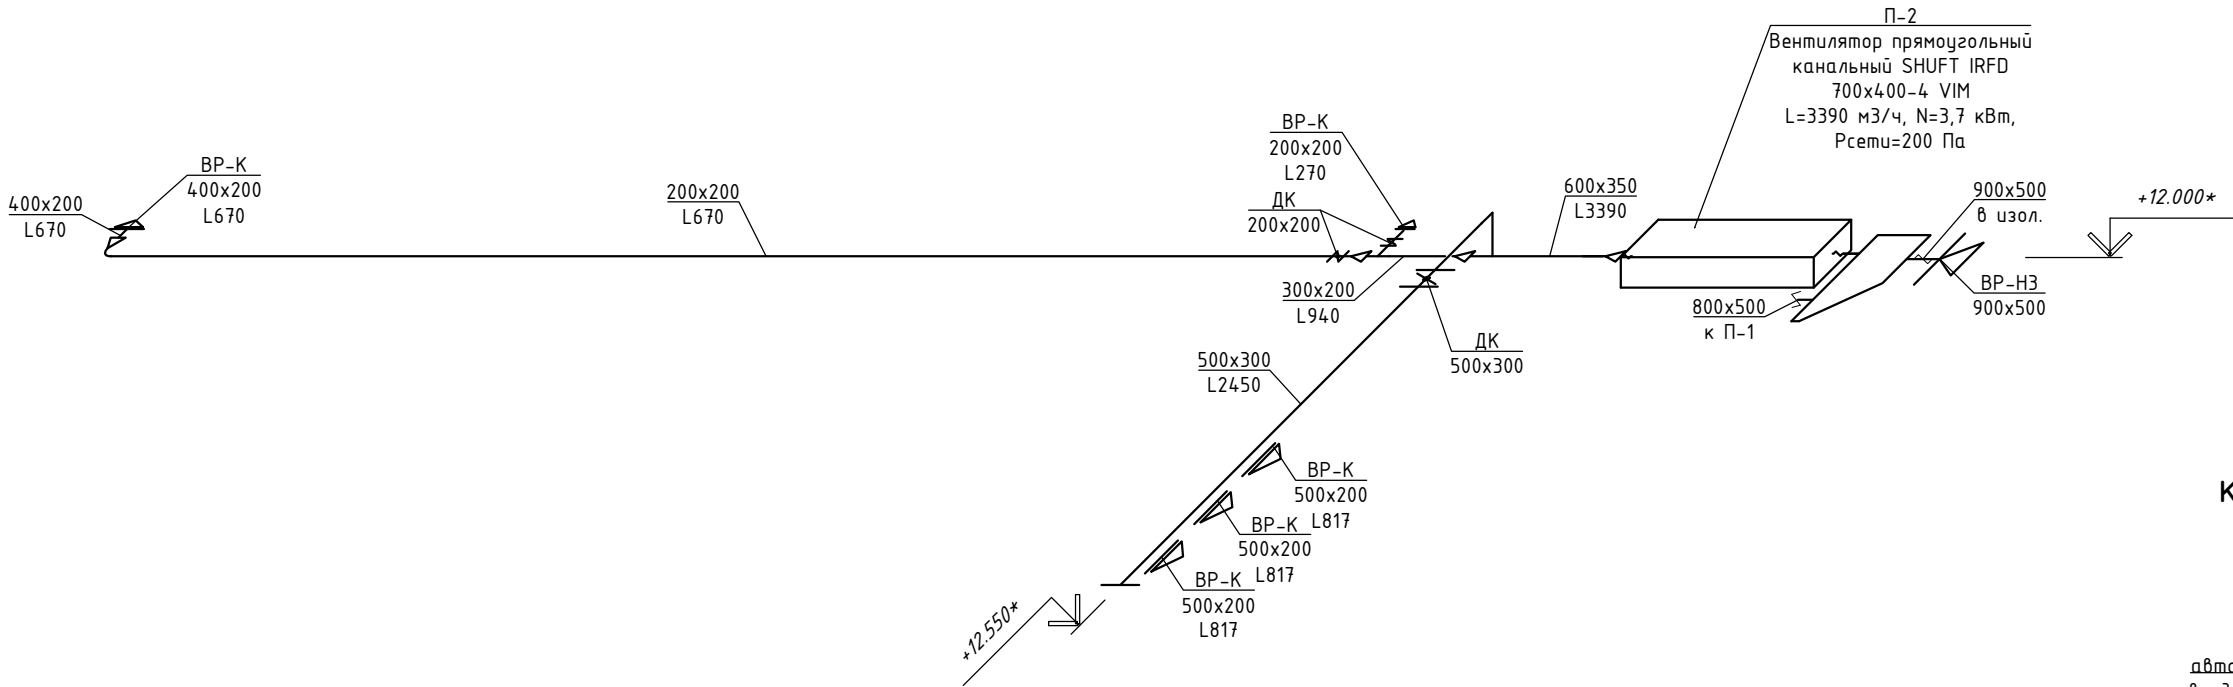 П-2
Вентилятор прямоугольный
канальный SHUFT IRFD
700x400-4 VIM
L=3390 м3/ч, N=3,7 кВт,
Рсети=200 Па
ВР-К
200x200
L270
ВР-К
400x200
L670
400x200
L670
200x200
L670
ДК
200x200
600x350
L3390
900x500
в изол.
+12.000*
300x200
L940
ВР-НЗ
900x500
800x500
к П-1
ДК
500x300
500x300
L2450
ВР-К
500x200
L817
ВР-К
500x200
L817
ВР-К
500x200
L817
+12.550*
К